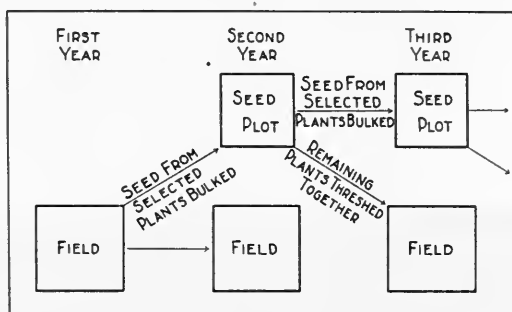 FIRST
YEAR
SECOND
YEAR
THIRD
YEAR
SEED
PLOT
SEED FROM
SELECTED
PLANTS BULKED
SEED
PLOT
SEED FROM
SELECTED
PLANTS BULKED
REMAINING
PLANTS THRESHED
TOGETHER
FIELD
FIELD
FIELD